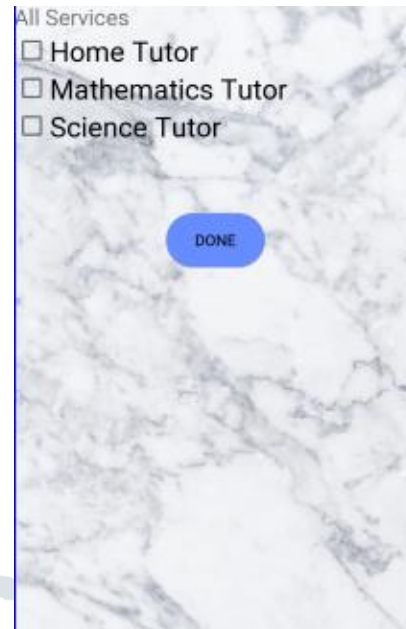 All Services
Home Tutor
Mathematics Tutor
Science Tutor
DONE